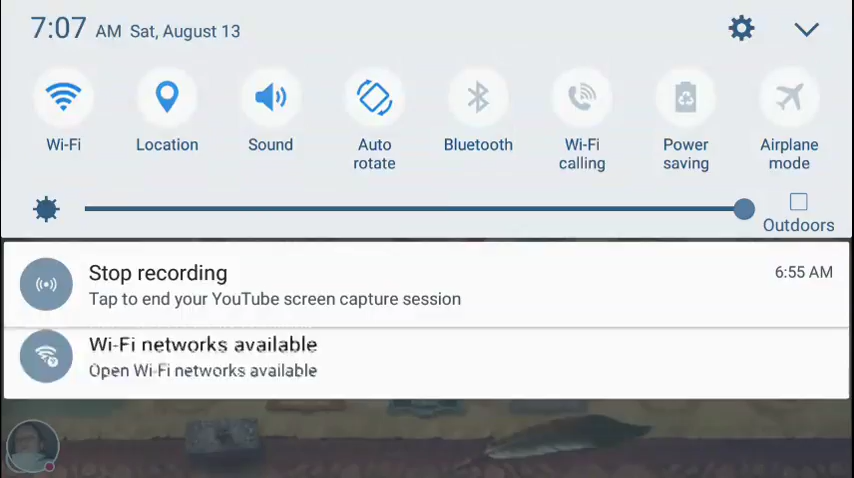 7:07 AM Sat, August 13
Wi-Fi
Location
Sound
Auto rotate
Bluetooth
Wi-Fi calling
Power saving
Airplane mode
Outdoors
Stop recording
6:55 AM
Tap to end your YouTube screen capture session
Wi-Fi networks available
Open Wi-Fi networks available